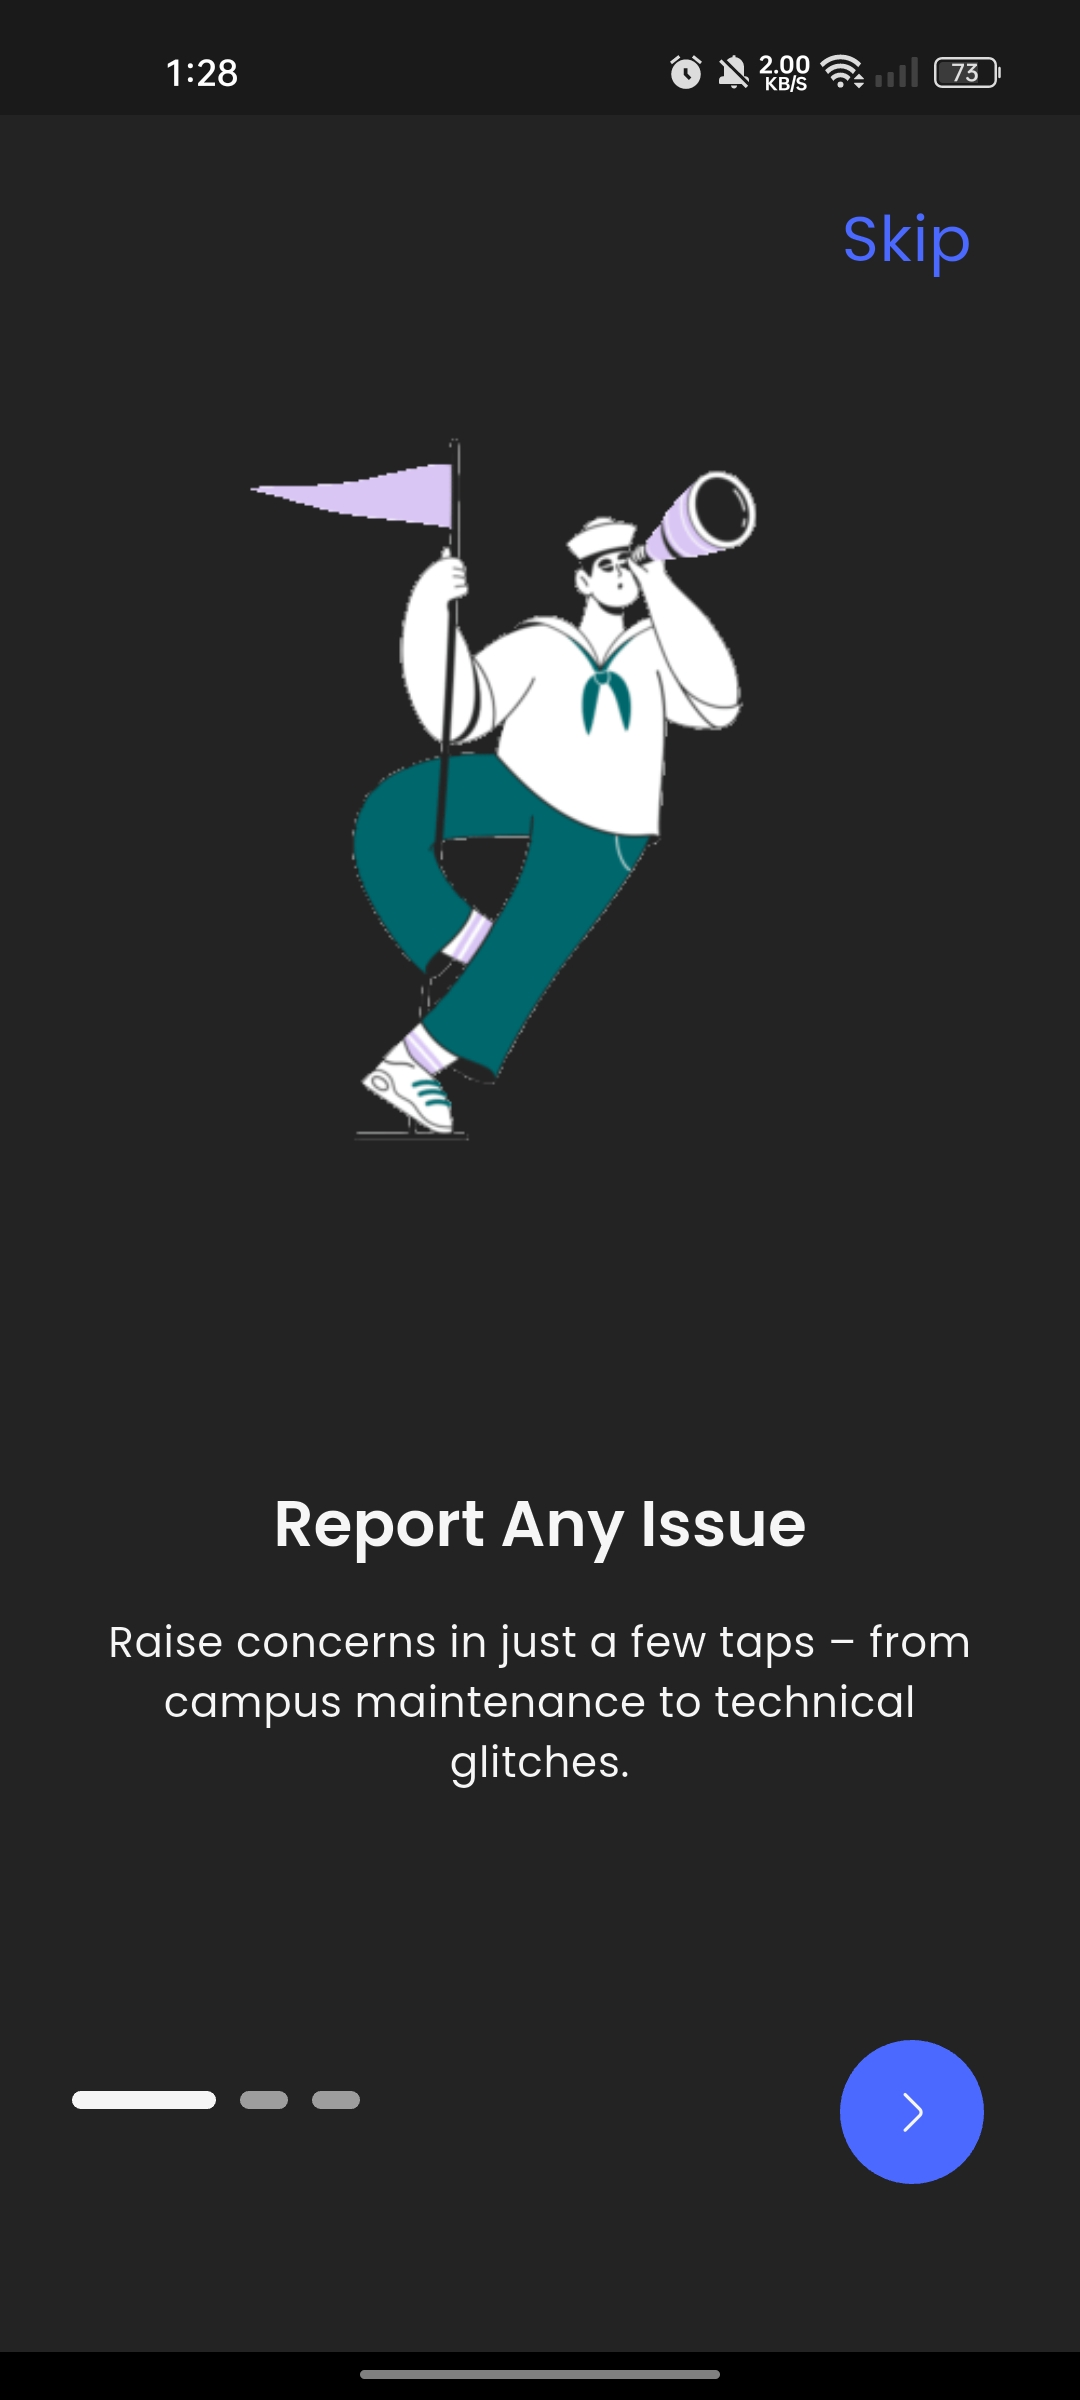 1:28
2.00
KB/S
73
Skip
Report Any Issue
Raise concerns in just a few taps – from
campus maintenance to technical
glitches.